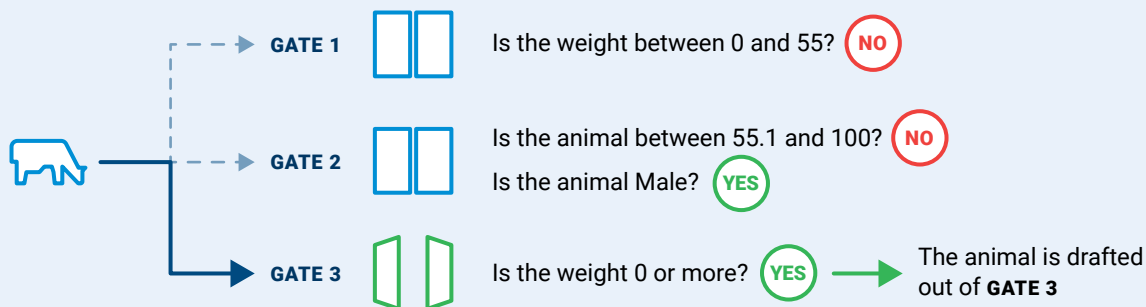 GATE 1
Is the weight between 0 and 55? NO
GATE 2
Is the animal between 55.1 and 100? NO
Is the animal Male? YES
GATE 3
Is the weight 0 or more? YES
The animal is drafted
out of GATE 3